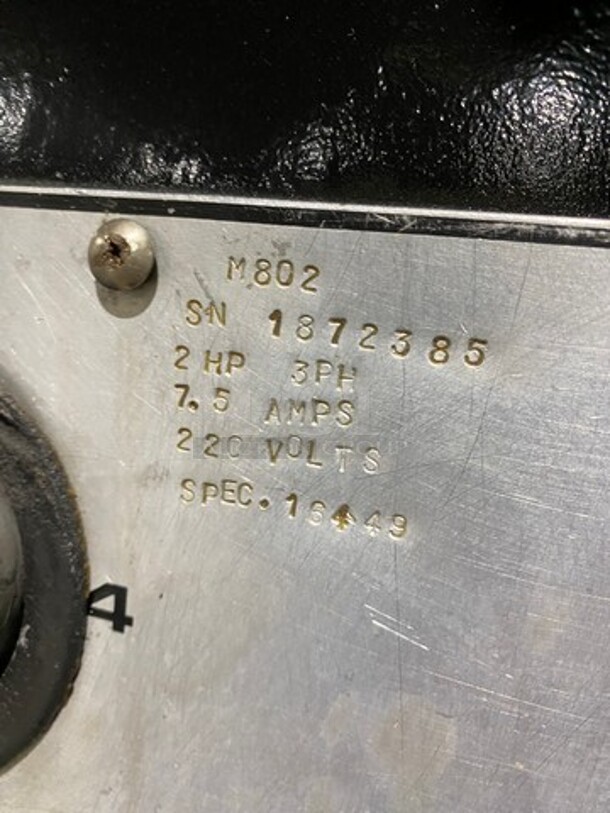 M802
SN 1872385
2 HP 3PH
7.5 AMPS
220 VOLTS
SPEC. 16449
4